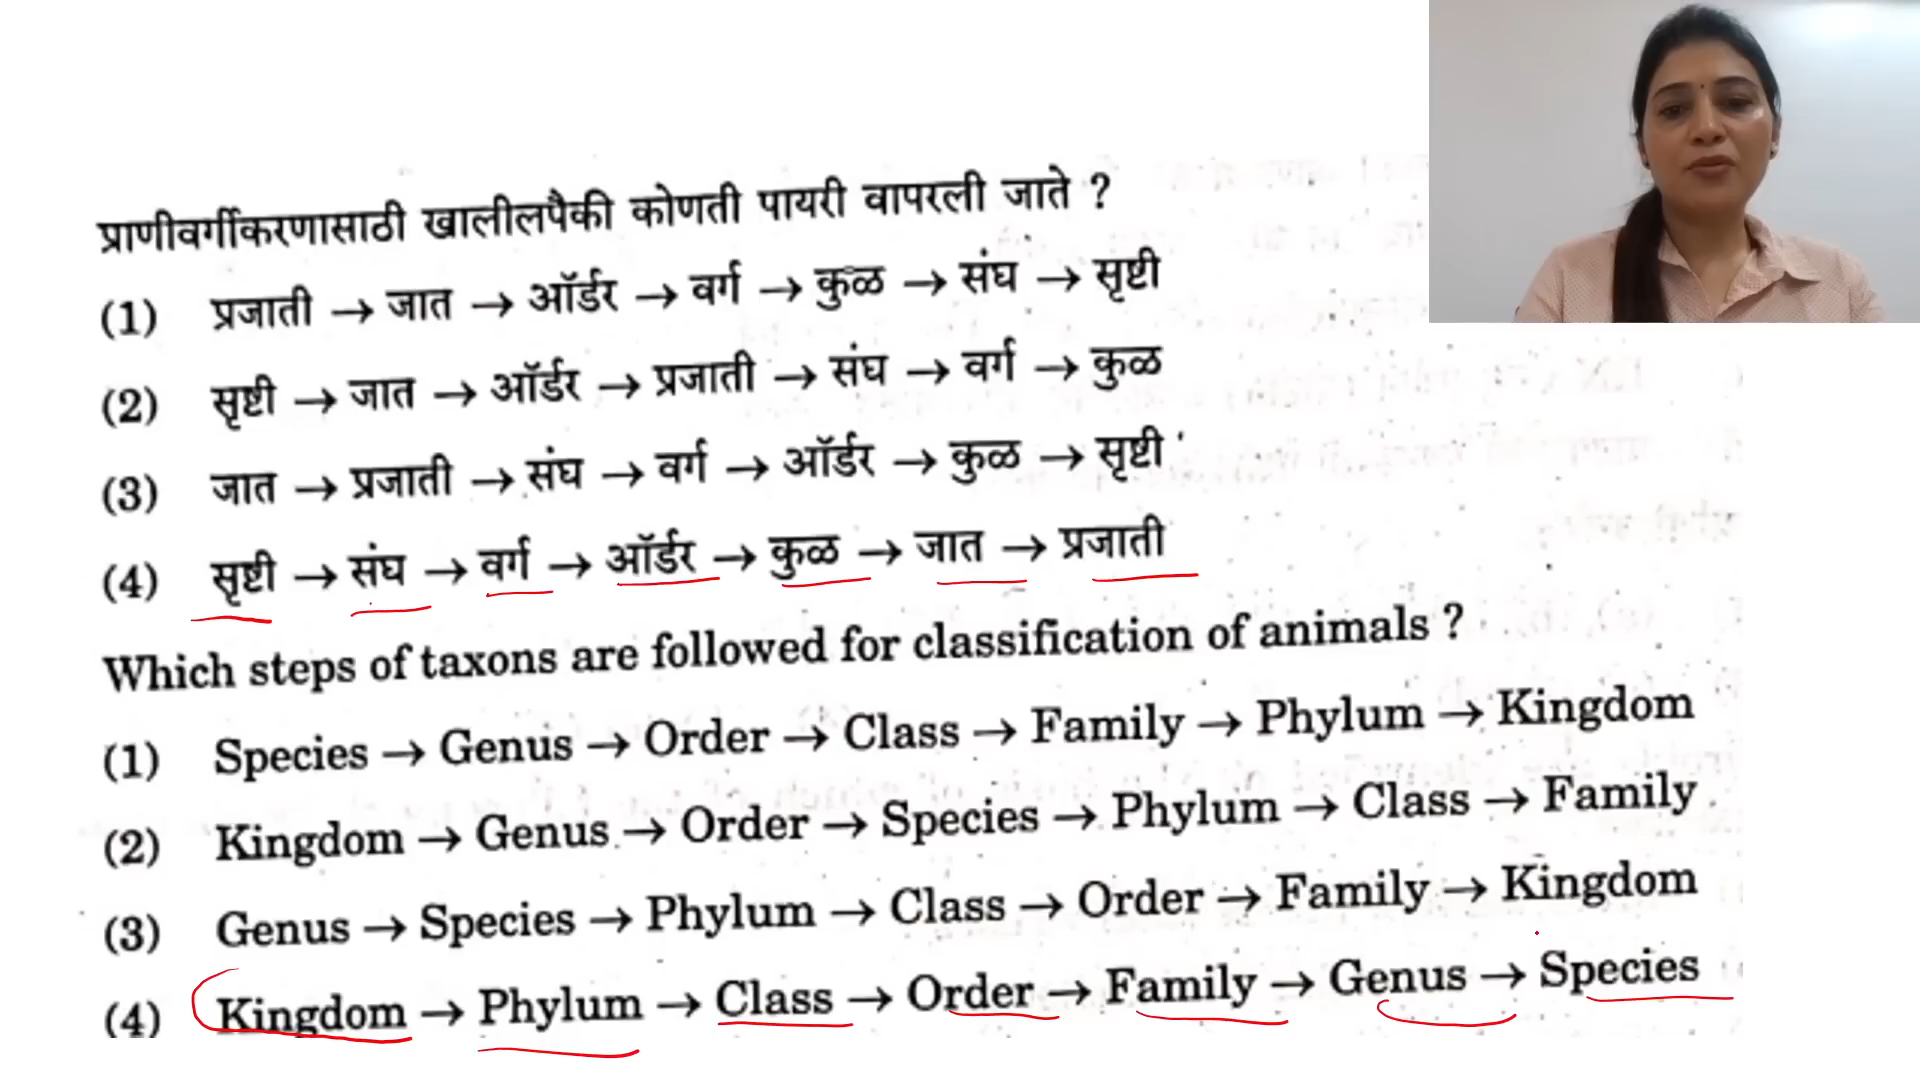 प्राणीवर्गीकरणासाठी खालीलपैकी कोणती पायरी वापरली जाते ?
(1) प्रजाती → जात → ऑर्डर → वर्ग → कुळ → संघ → सृष्टी
(2) सृष्टी → जात → ऑर्डर → प्रजाती → संघ → वर्ग → कुळ
(3) जात → प्रजाती → संघ → वर्ग → ऑर्डर → कुळ → सृष्टी
(4) सृष्टी → संघ → वर्ग → ऑर्डर → कुळ → जात → प्रजाती
Which steps of taxons are followed for classification of animals ?
(1) Species → Genus → Order → Class → Family → Phylum → Kingdom
(2) Kingdom → Genus → Order → Species → Phylum → Class → Family
(3) Genus → Species → Phylum → Class → Order → Family → Kingdom
(4) Kingdom → Phylum → Class → Order → Family → Genus → Species